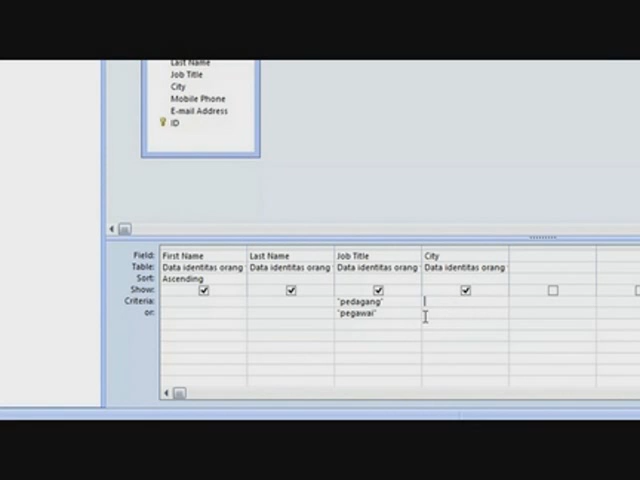 Last Name
Job Title
City
Mobile Phone
E-mail Address
ID
Field: First Name Last Name Job Title City
Table: Data identitas orang Data identitas orang Data identitas orang Data identitas orang
Sort: Ascending
Show:
Criteria: "pedagang"
or: "pegawai"